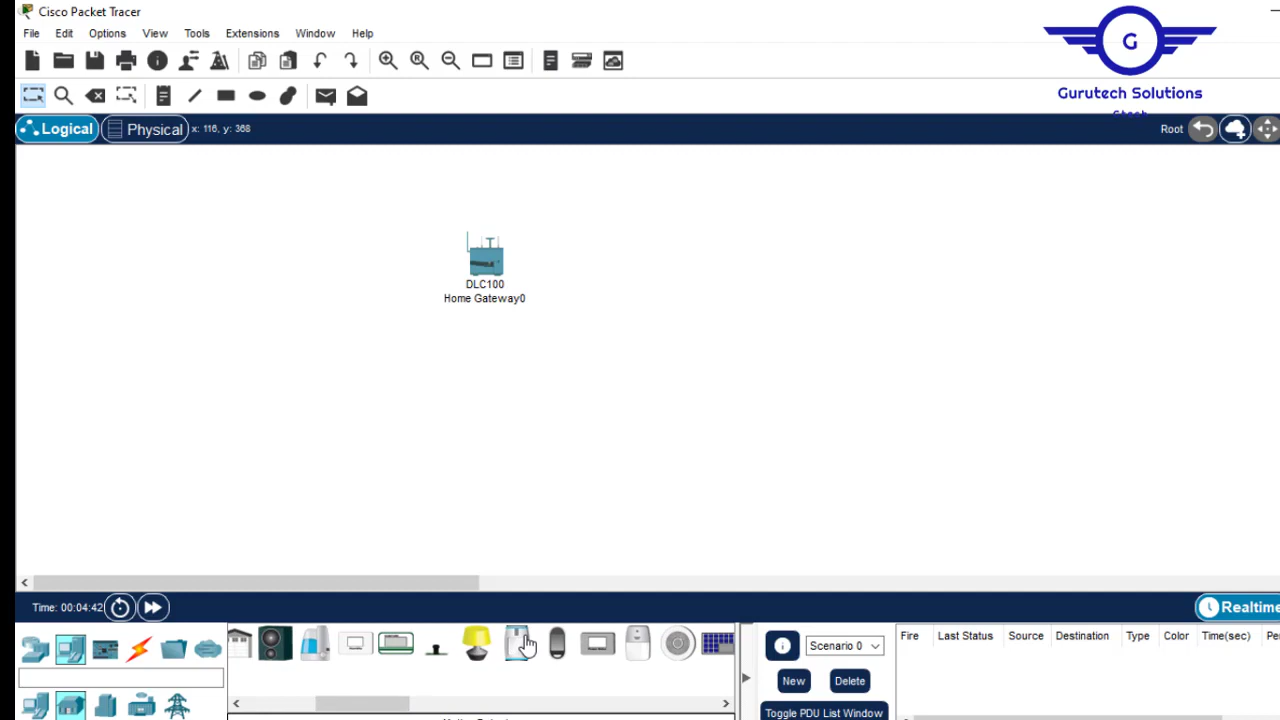 Cisco Packet Tracer
File Edit Options View Tools Extensions Window Help
G
Gurutech Solutions
Logical Physical x: 116, y: 368 Root
DLC100
Home Gateway0
Time: 00:04:42 Realtime
Scenario 0
Fire Last Status Source Destination Type Color Time(sec) Pe
New Delete
Toggle PDU List Window